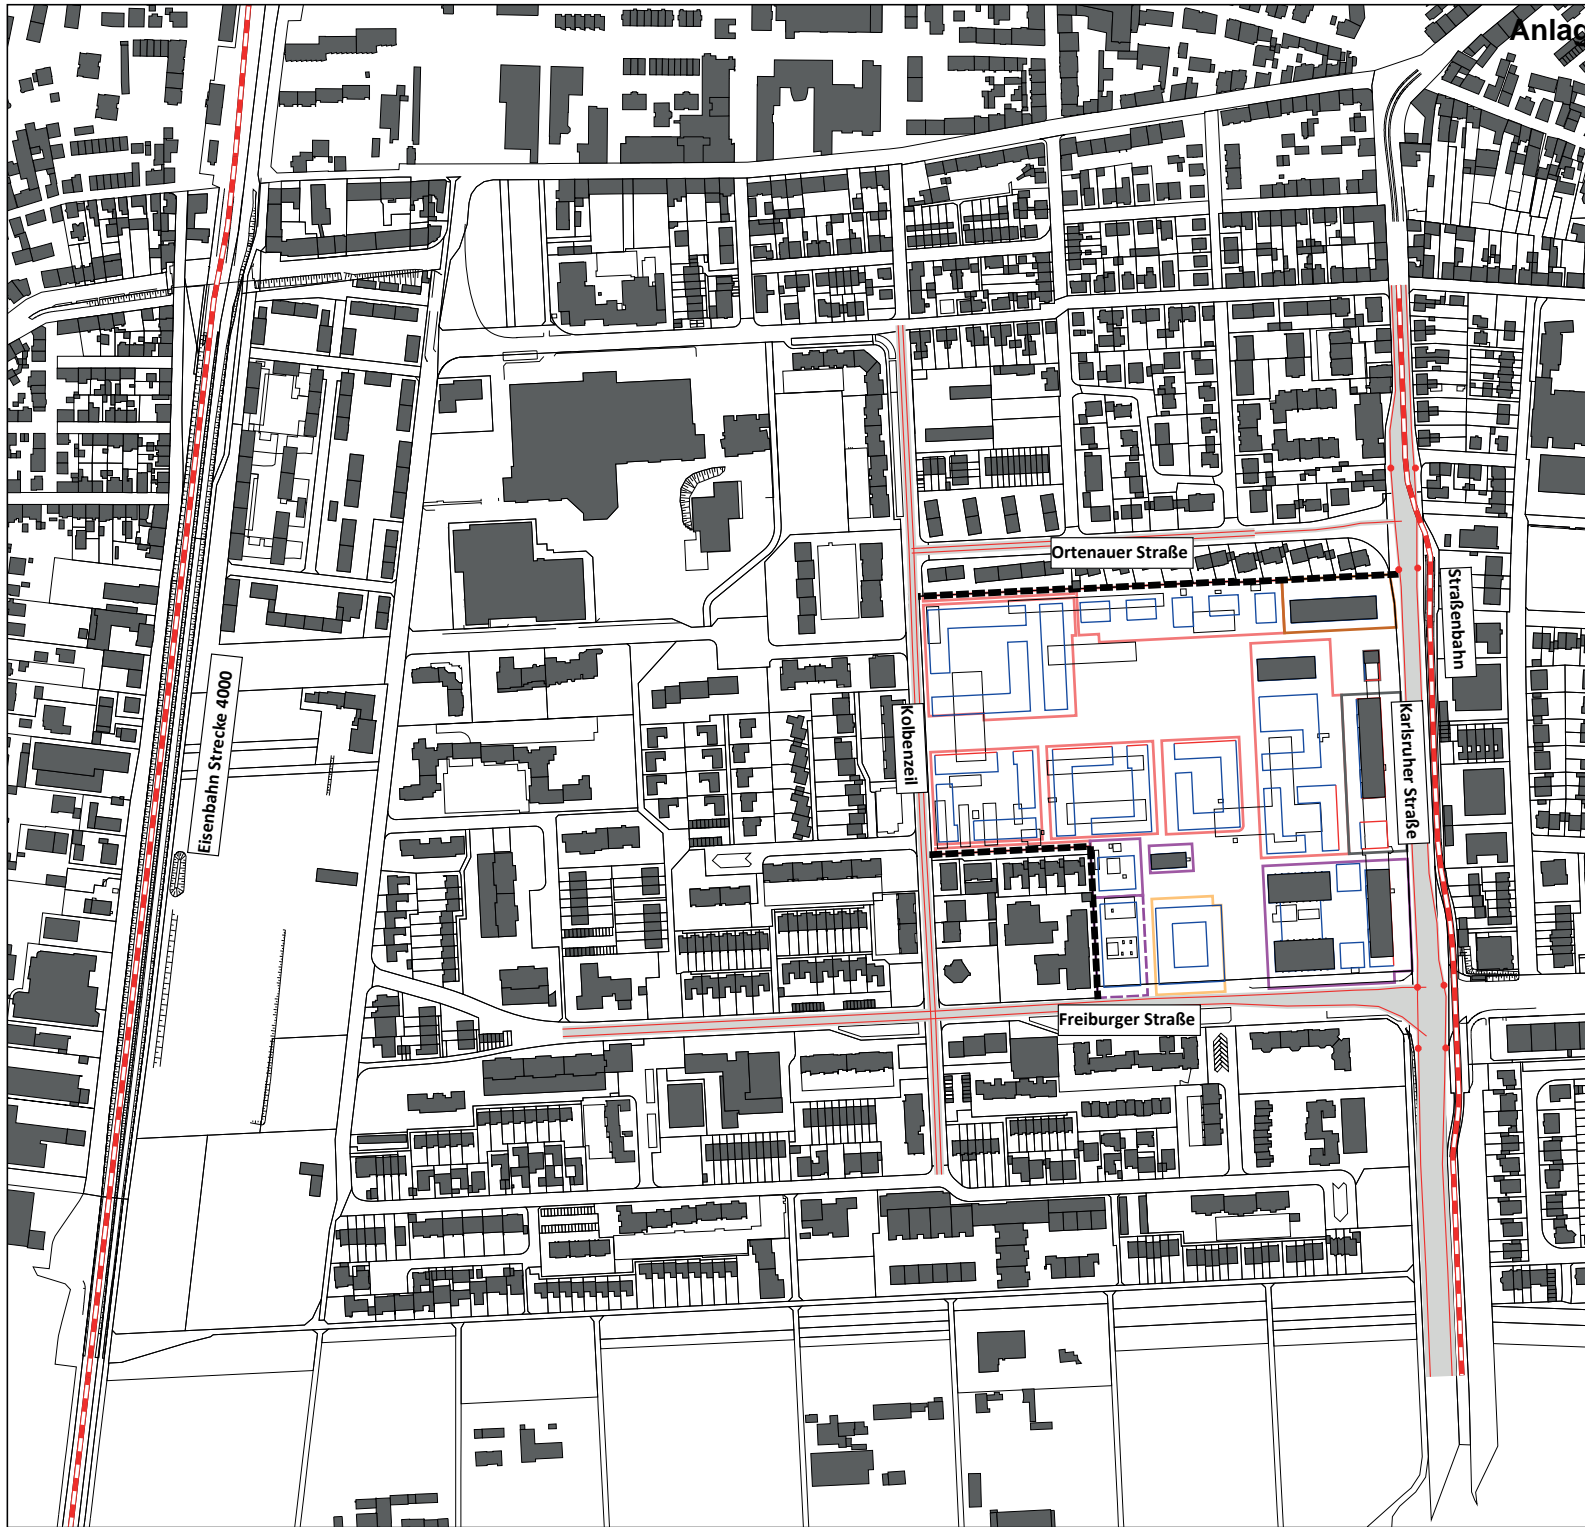 Anlag
Ortenauer Straße
Straßenbahn
Eisenbahn Strecke 4000
Kolbenzeil
Karlsruher Straße
Freiburger Straße